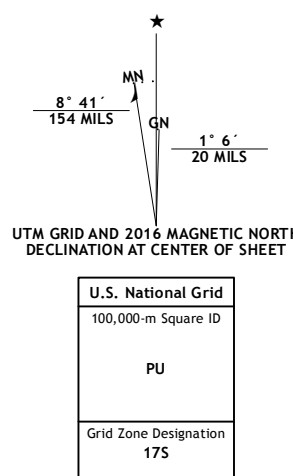 ★
MN
GN
8° 41´
154 MILS
1° 6´
20 MILS
UTM GRID AND 2016 MAGNETIC NORTH
DECLINATION AT CENTER OF SHEET
U.S. National Grid
100,000-m Square ID
PU
Grid Zone Designation
17S